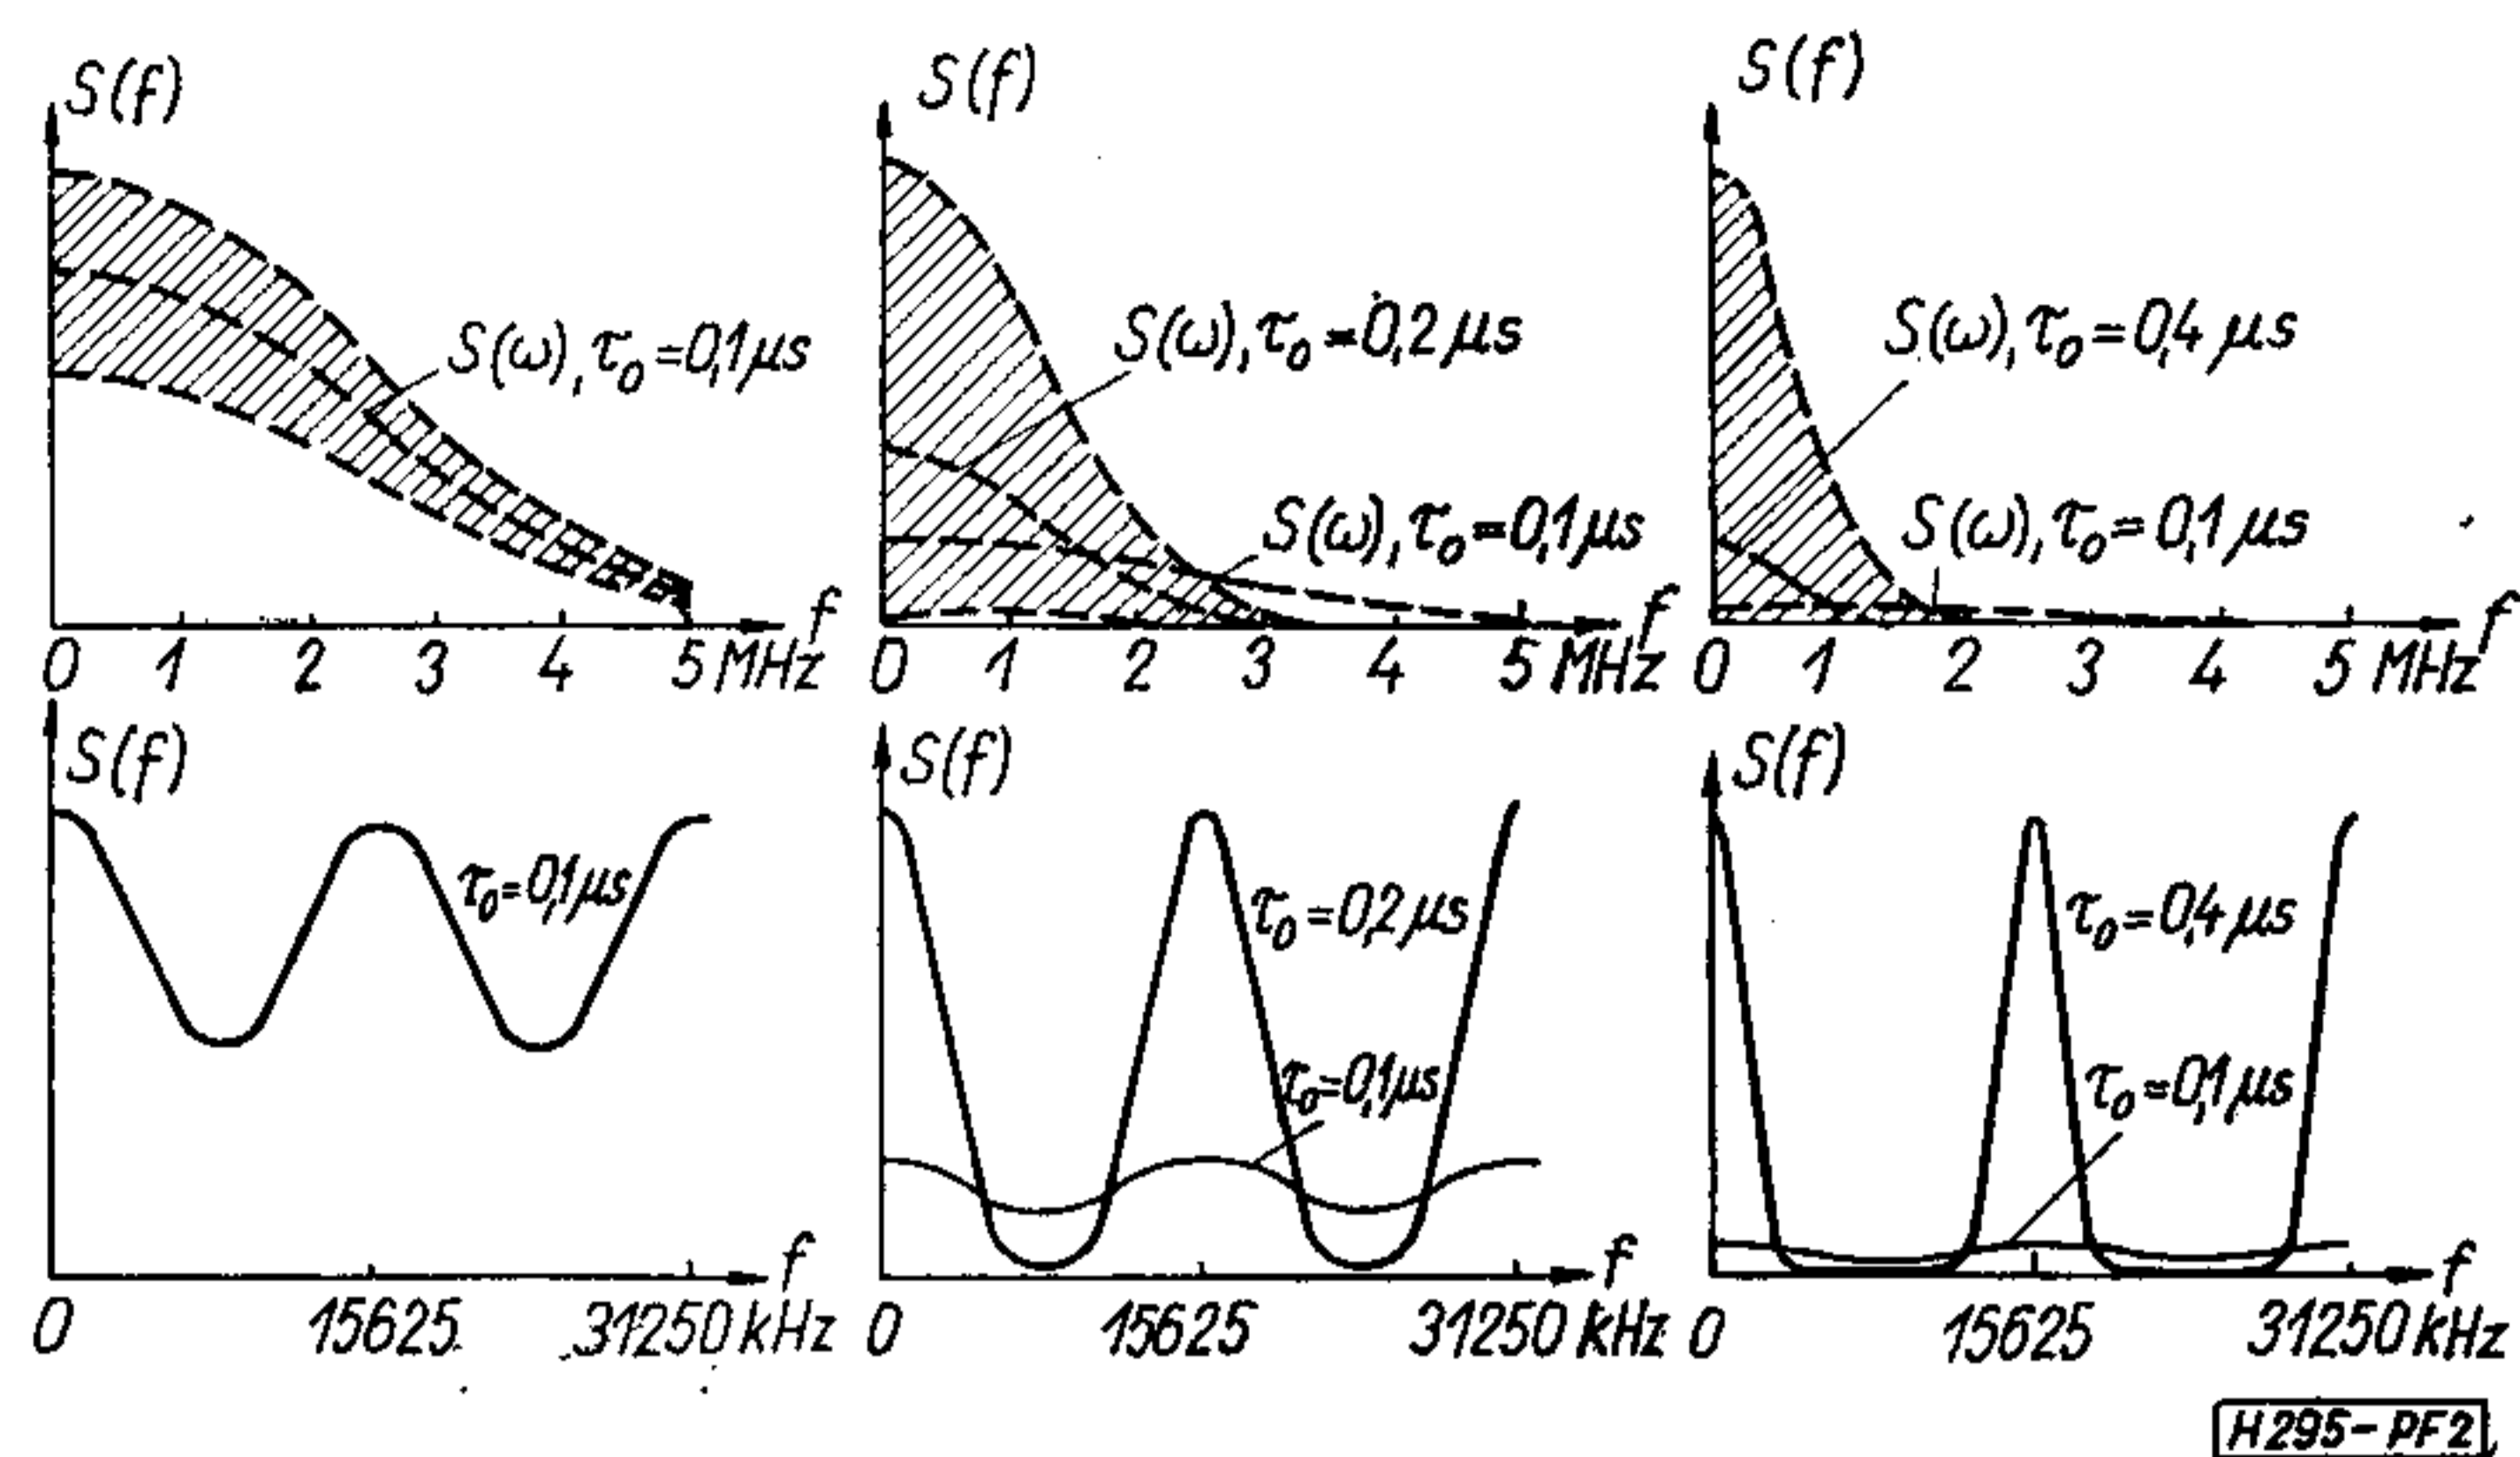 S(f)
S(ω), τ₀=0,1μs
f
0 1 2 3 4 5 MHz
S(f)
S(ω), τ₀=0,2μs
S(ω), τ₀=0,1μs
f
0 1 2 3 4 5 MHz
S(f)
S(ω), τ₀=0,4μs
S(ω), τ₀=0,1μs
f
0 1 2 3 4 5 MHz
S(f)
τ₀=0,1μs
f
0 15625 31250 kHz
S(f)
τ₀=0,2μs
τ₀=0,1μs
f
0 15625 31250 kHz
S(f)
τ₀=0,4μs
τ₀=0,1μs
f
0 15625 31250 kHz
H295-PF2